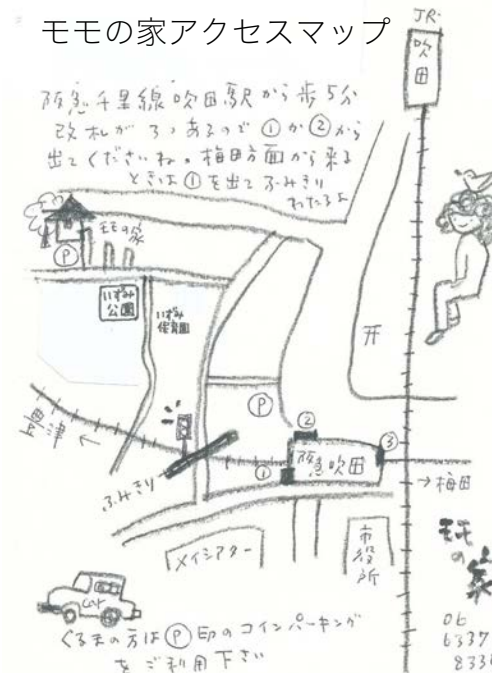 モモの家アクセスマップ
JR
吹田
阪急千里線吹田駅から歩5分
改札が3つあるので①か②から
出てくださいね。梅田方面から来る
ときは①を出てふみきり
わたるよ
モモの家
P
いずみ
公園
いずみ
保育園
P
②
③
①
阪急吹田
ふみきり
→梅田
メイシアター
市役所
モモ
の
家
06
6337
くるまの方はP印のコインパーキング
をご利用下さい